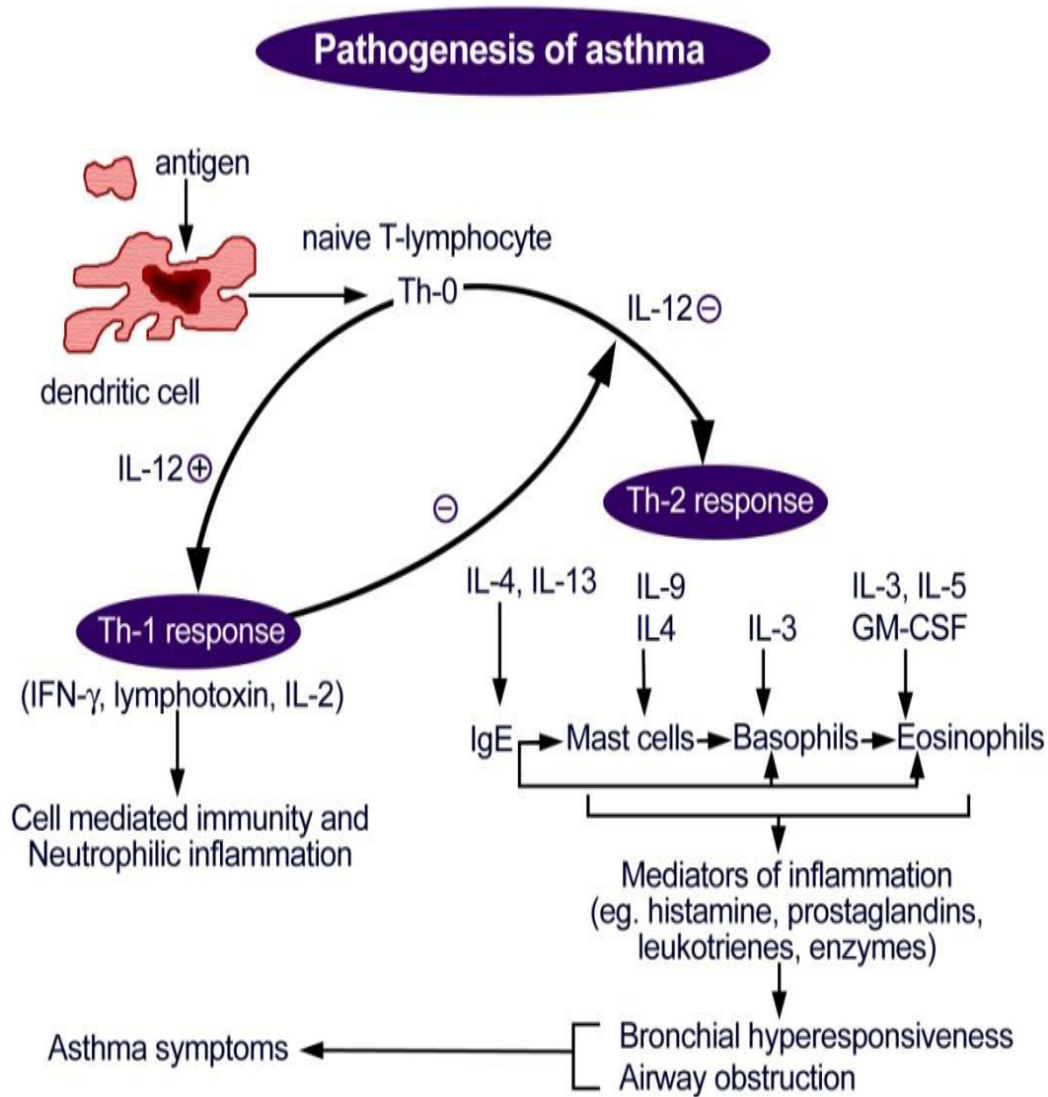 Pathogenesis of asthma
antigen
naive T-lymphocyte
Th-0
IL-12 ⊖
dendritic cell
IL-12 ⊕
⊖
Th-2 response
IL-4, IL-13
IL-9
IL4
IL-3
IL-3, IL-5
GM-CSF
Th-1 response
(IFN-γ, lymphotoxin, IL-2)
IgE
Mast cells
Basophils
Eosinophils
Cell mediated immunity and
Neutrophilic inflammation
Mediators of inflammation
(eg. histamine, prostaglandins,
leukotrienes, enzymes)
Asthma symptoms
Bronchial hyperesponsiveness
Airway obstruction